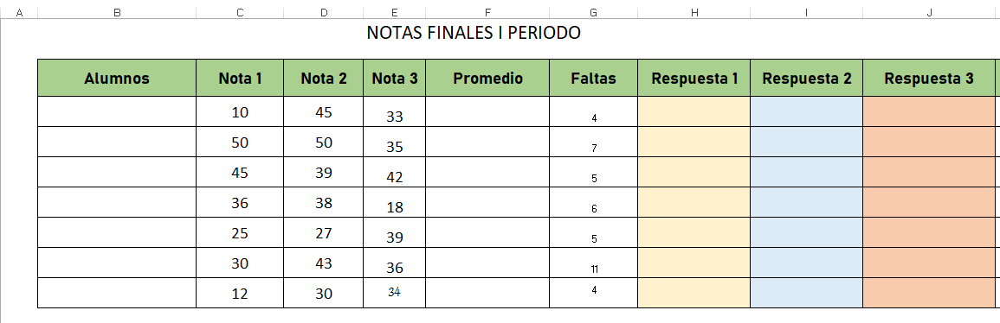 A B C D E F G H I J
NOTAS FINALES I PERIODO
Alumnos Nota 1 Nota 2 Nota 3 Promedio Faltas Respuesta 1 Respuesta 2 Respuesta 3
10 45 33 4
50 50 35 7
45 39 42 5
36 38 18 6
25 27 39 5
30 43 36 11
12 30 34 4